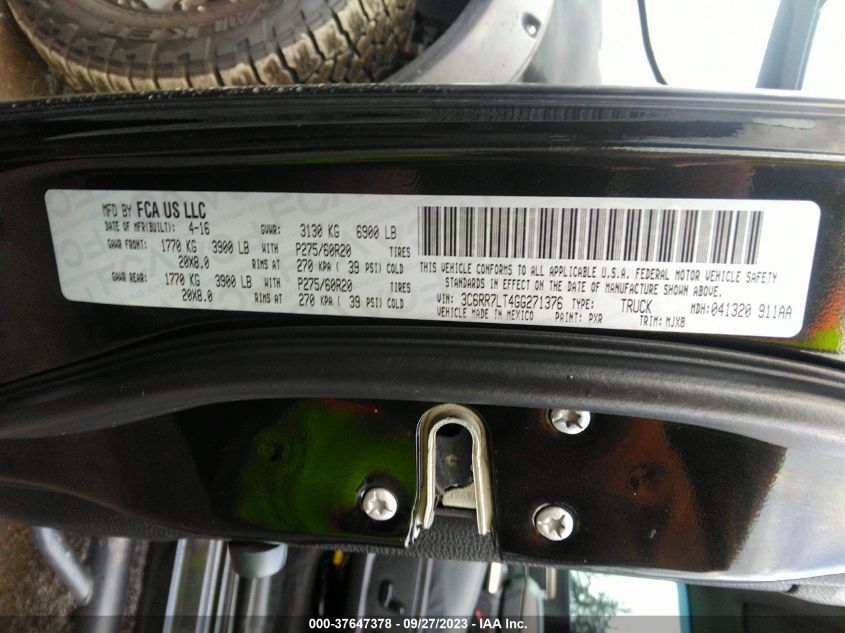 MFD BY FCA US LLC
DATE OF MFR(BUILT): 4-16 GVWR: 3130 KG 6900 LB
GAWR FRONT: 1770 KG 3900 LB WITH P275/60R20 TIRES
20X8.0 RIMS AT 270 KPA ( 39 PSI) COLD
GAWR REAR: 1770 KG 3900 LB WITH P275/60R20 TIRES
20X8.0 RIMS AT 270 KPA ( 39 PSI) COLD
THIS VEHICLE CONFORMS TO ALL APPLICABLE U.S.A. FEDERAL MOTOR VEHICLE SAFETY
STANDARDS IN EFFECT ON THE DATE OF MANUFACTURE SHOWN ABOVE.
VIN: 3C6RR7LT4GG271376 TYPE: TRUCK MDH: 041320 911AA
VEHICLE MADE IN MEXICO PAINT: PXR TRIM: MJX8
000-37647378 - 09/27/2023 - IAA Inc.